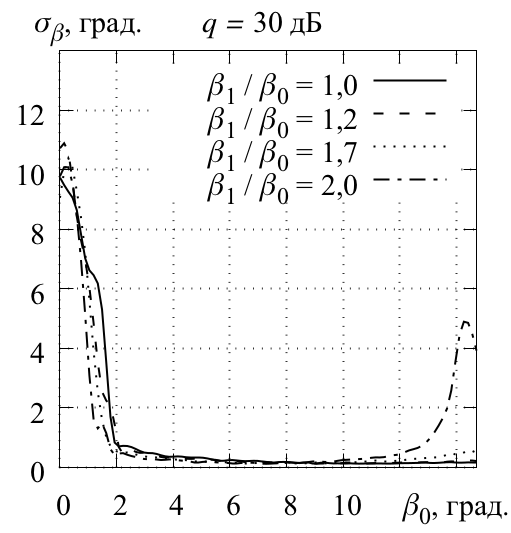 σβ, град. q = 30 дБ
β1 / β0 = 1,0
β1 / β0 = 1,2
β1 / β0 = 1,7
β1 / β0 = 2,0
12
10
8
6
4
2
0
0 2 4 6 8 10 β0, град.